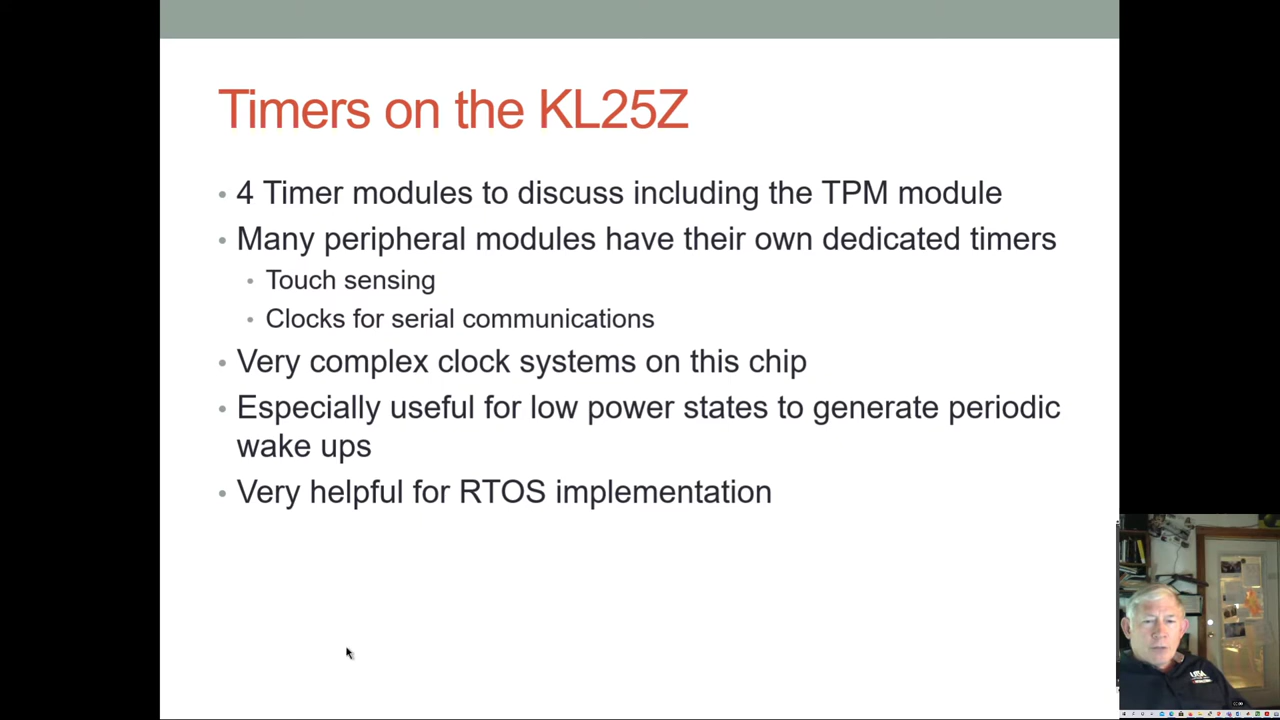 Timers on the KL25Z
• 4 Timer modules to discuss including the TPM module
• Many peripheral modules have their own dedicated timers
• Touch sensing
• Clocks for serial communications
• Very complex clock systems on this chip
• Especially useful for low power states to generate periodic
wake ups
• Very helpful for RTOS implementation